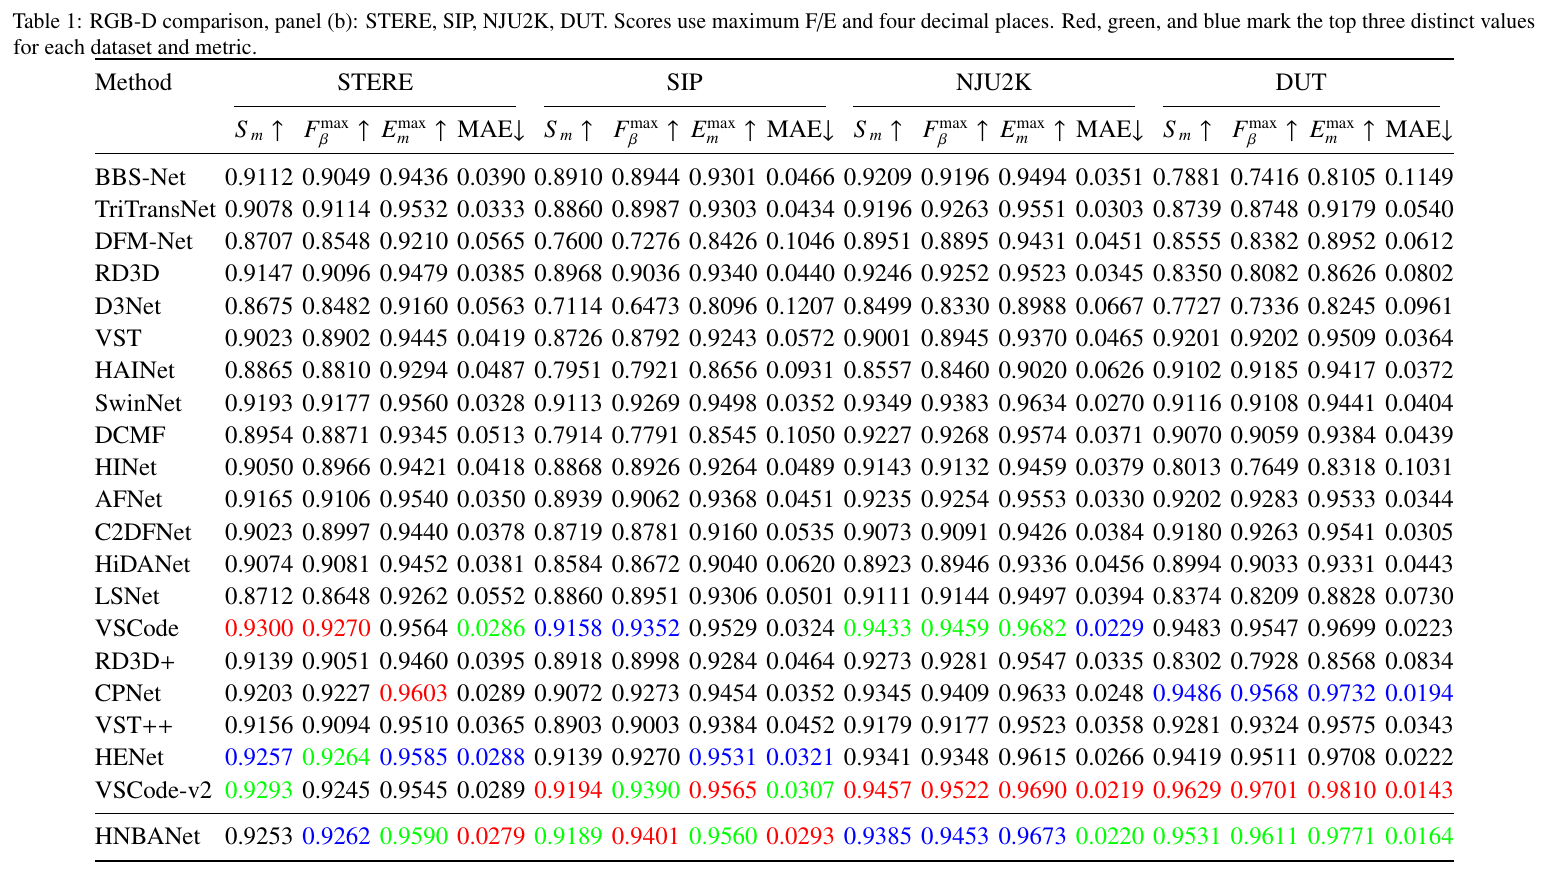 Table 1: RGB-D comparison, panel (b): STERE, SIP, NJU2K, DUT. Scores use maximum F/E and four decimal places. Red, green, and blue mark the top three distinct values
for each dataset and metric.
Method STERE SIP NJU2K DUT
S_m ↑ F_β^max ↑ E_m^max ↑ MAE↓ S_m ↑ F_β^max ↑ E_m^max ↑ MAE↓ S_m ↑ F_β^max ↑ E_m^max ↑ MAE↓ S_m ↑ F_β^max ↑ E_m^max ↑ MAE↓
BBS-Net 0.9112 0.9049 0.9436 0.0390 0.8910 0.8944 0.9301 0.0466 0.9209 0.9196 0.9494 0.0351 0.7881 0.7416 0.8105 0.1149
TriTransNet 0.9078 0.9114 0.9532 0.0333 0.8860 0.8987 0.9303 0.0434 0.9196 0.9263 0.9551 0.0303 0.8739 0.8748 0.9179 0.0540
DFM-Net 0.8707 0.8548 0.9210 0.0565 0.7600 0.7276 0.8426 0.1046 0.8951 0.8895 0.9431 0.0451 0.8555 0.8382 0.8952 0.0612
RD3D 0.9147 0.9096 0.9479 0.0385 0.8968 0.9036 0.9340 0.0440 0.9246 0.9252 0.9523 0.0345 0.8350 0.8082 0.8626 0.0802
D3Net 0.8675 0.8482 0.9160 0.0563 0.7114 0.6473 0.8096 0.1207 0.8499 0.8330 0.8988 0.0667 0.7727 0.7336 0.8245 0.0961
VST 0.9023 0.8902 0.9445 0.0419 0.8726 0.8792 0.9243 0.0572 0.9001 0.8945 0.9370 0.0465 0.9201 0.9202 0.9509 0.0364
HAINet 0.8865 0.8810 0.9294 0.0487 0.7951 0.7921 0.8656 0.0931 0.8557 0.8460 0.9020 0.0626 0.9102 0.9185 0.9417 0.0372
SwinNet 0.9193 0.9177 0.9560 0.0328 0.9113 0.9269 0.9498 0.0352 0.9349 0.9383 0.9634 0.0270 0.9116 0.9108 0.9441 0.0404
DCMF 0.8954 0.8871 0.9345 0.0513 0.7914 0.7791 0.8545 0.1050 0.9227 0.9268 0.9574 0.0371 0.9070 0.9059 0.9384 0.0439
HINet 0.9050 0.8966 0.9421 0.0418 0.8868 0.8926 0.9264 0.0489 0.9143 0.9132 0.9459 0.0379 0.8013 0.7649 0.8318 0.1031
AFNet 0.9165 0.9106 0.9540 0.0350 0.8939 0.9062 0.9368 0.0451 0.9235 0.9254 0.9553 0.0330 0.9202 0.9283 0.9533 0.0344
C2DFNet 0.9023 0.8997 0.9440 0.0378 0.8719 0.8781 0.9160 0.0535 0.9073 0.9091 0.9426 0.0384 0.9180 0.9263 0.9541 0.0305
HiDANet 0.9074 0.9081 0.9452 0.0381 0.8584 0.8672 0.9040 0.0620 0.8923 0.8946 0.9336 0.0456 0.8994 0.9033 0.9331 0.0443
LSNet 0.8712 0.8648 0.9262 0.0552 0.8860 0.8951 0.9306 0.0501 0.9111 0.9144 0.9497 0.0394 0.8374 0.8209 0.8828 0.0730
VSCode 0.9300 0.9270 0.9564 0.0286 0.9158 0.9352 0.9529 0.0324 0.9433 0.9459 0.9682 0.0229 0.9483 0.9547 0.9699 0.0223
RD3D+ 0.9139 0.9051 0.9460 0.0395 0.8918 0.8998 0.9284 0.0464 0.9273 0.9281 0.9547 0.0335 0.8302 0.7928 0.8568 0.0834
CPNet 0.9203 0.9227 0.9603 0.0289 0.9072 0.9273 0.9454 0.0352 0.9345 0.9409 0.9633 0.0248 0.9486 0.9568 0.9732 0.0194
VST++ 0.9156 0.9094 0.9510 0.0365 0.8903 0.9003 0.9384 0.0452 0.9179 0.9177 0.9523 0.0358 0.9281 0.9324 0.9575 0.0343
HENet 0.9257 0.9264 0.9585 0.0288 0.9139 0.9270 0.9531 0.0321 0.9341 0.9348 0.9615 0.0266 0.9419 0.9511 0.9708 0.0222
VSCode-v2 0.9293 0.9245 0.9545 0.0289 0.9194 0.9390 0.9565 0.0307 0.9457 0.9522 0.9690 0.0219 0.9629 0.9701 0.9810 0.0143
HNBANet 0.9253 0.9262 0.9590 0.0279 0.9189 0.9401 0.9560 0.0293 0.9385 0.9453 0.9673 0.0220 0.9531 0.9611 0.9771 0.0164